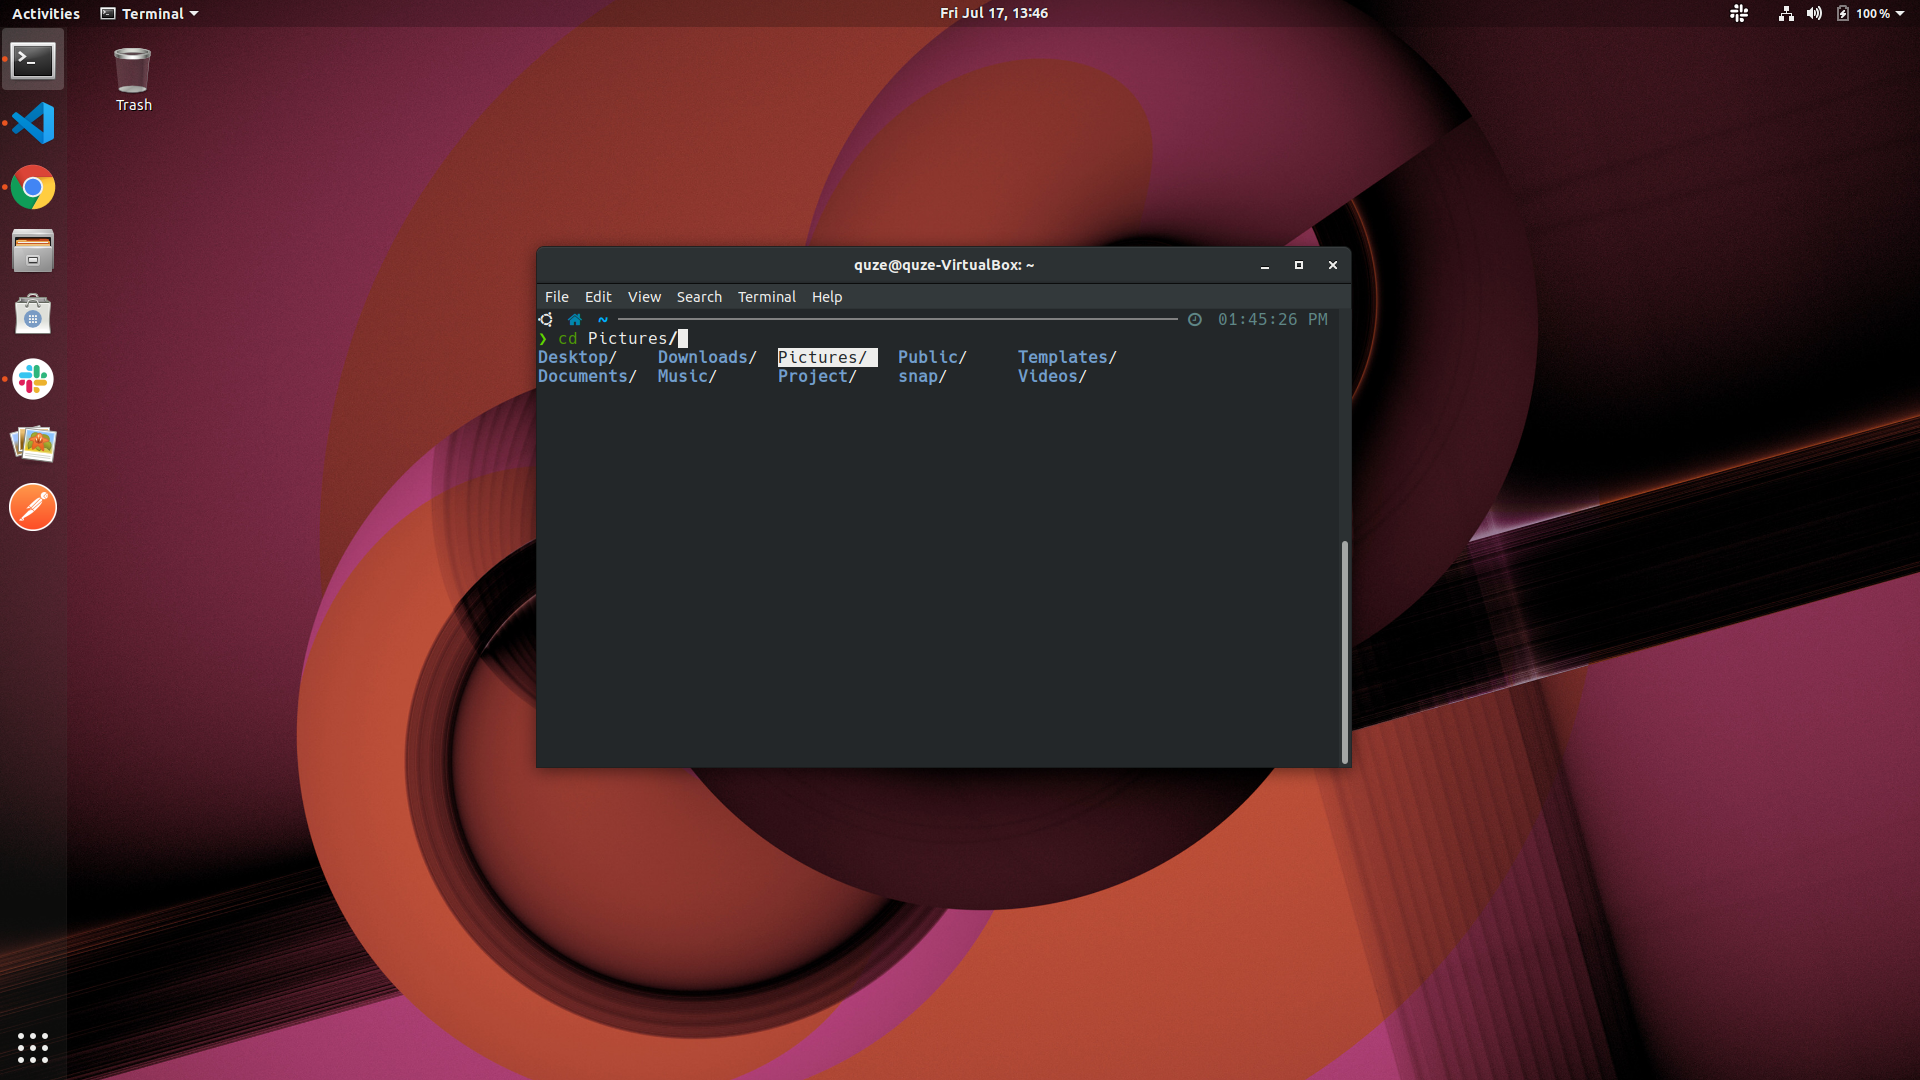 Activities Terminal Fri Jul 17, 13:46 100 %
Trash
quze@quze-VirtualBox: ~
File Edit View Search Terminal Help
~ 01:45:26 PM
❯ cd Pictures/
Desktop/ Downloads/ Pictures/ Public/ Templates/
Documents/ Music/ Project/ snap/ Videos/